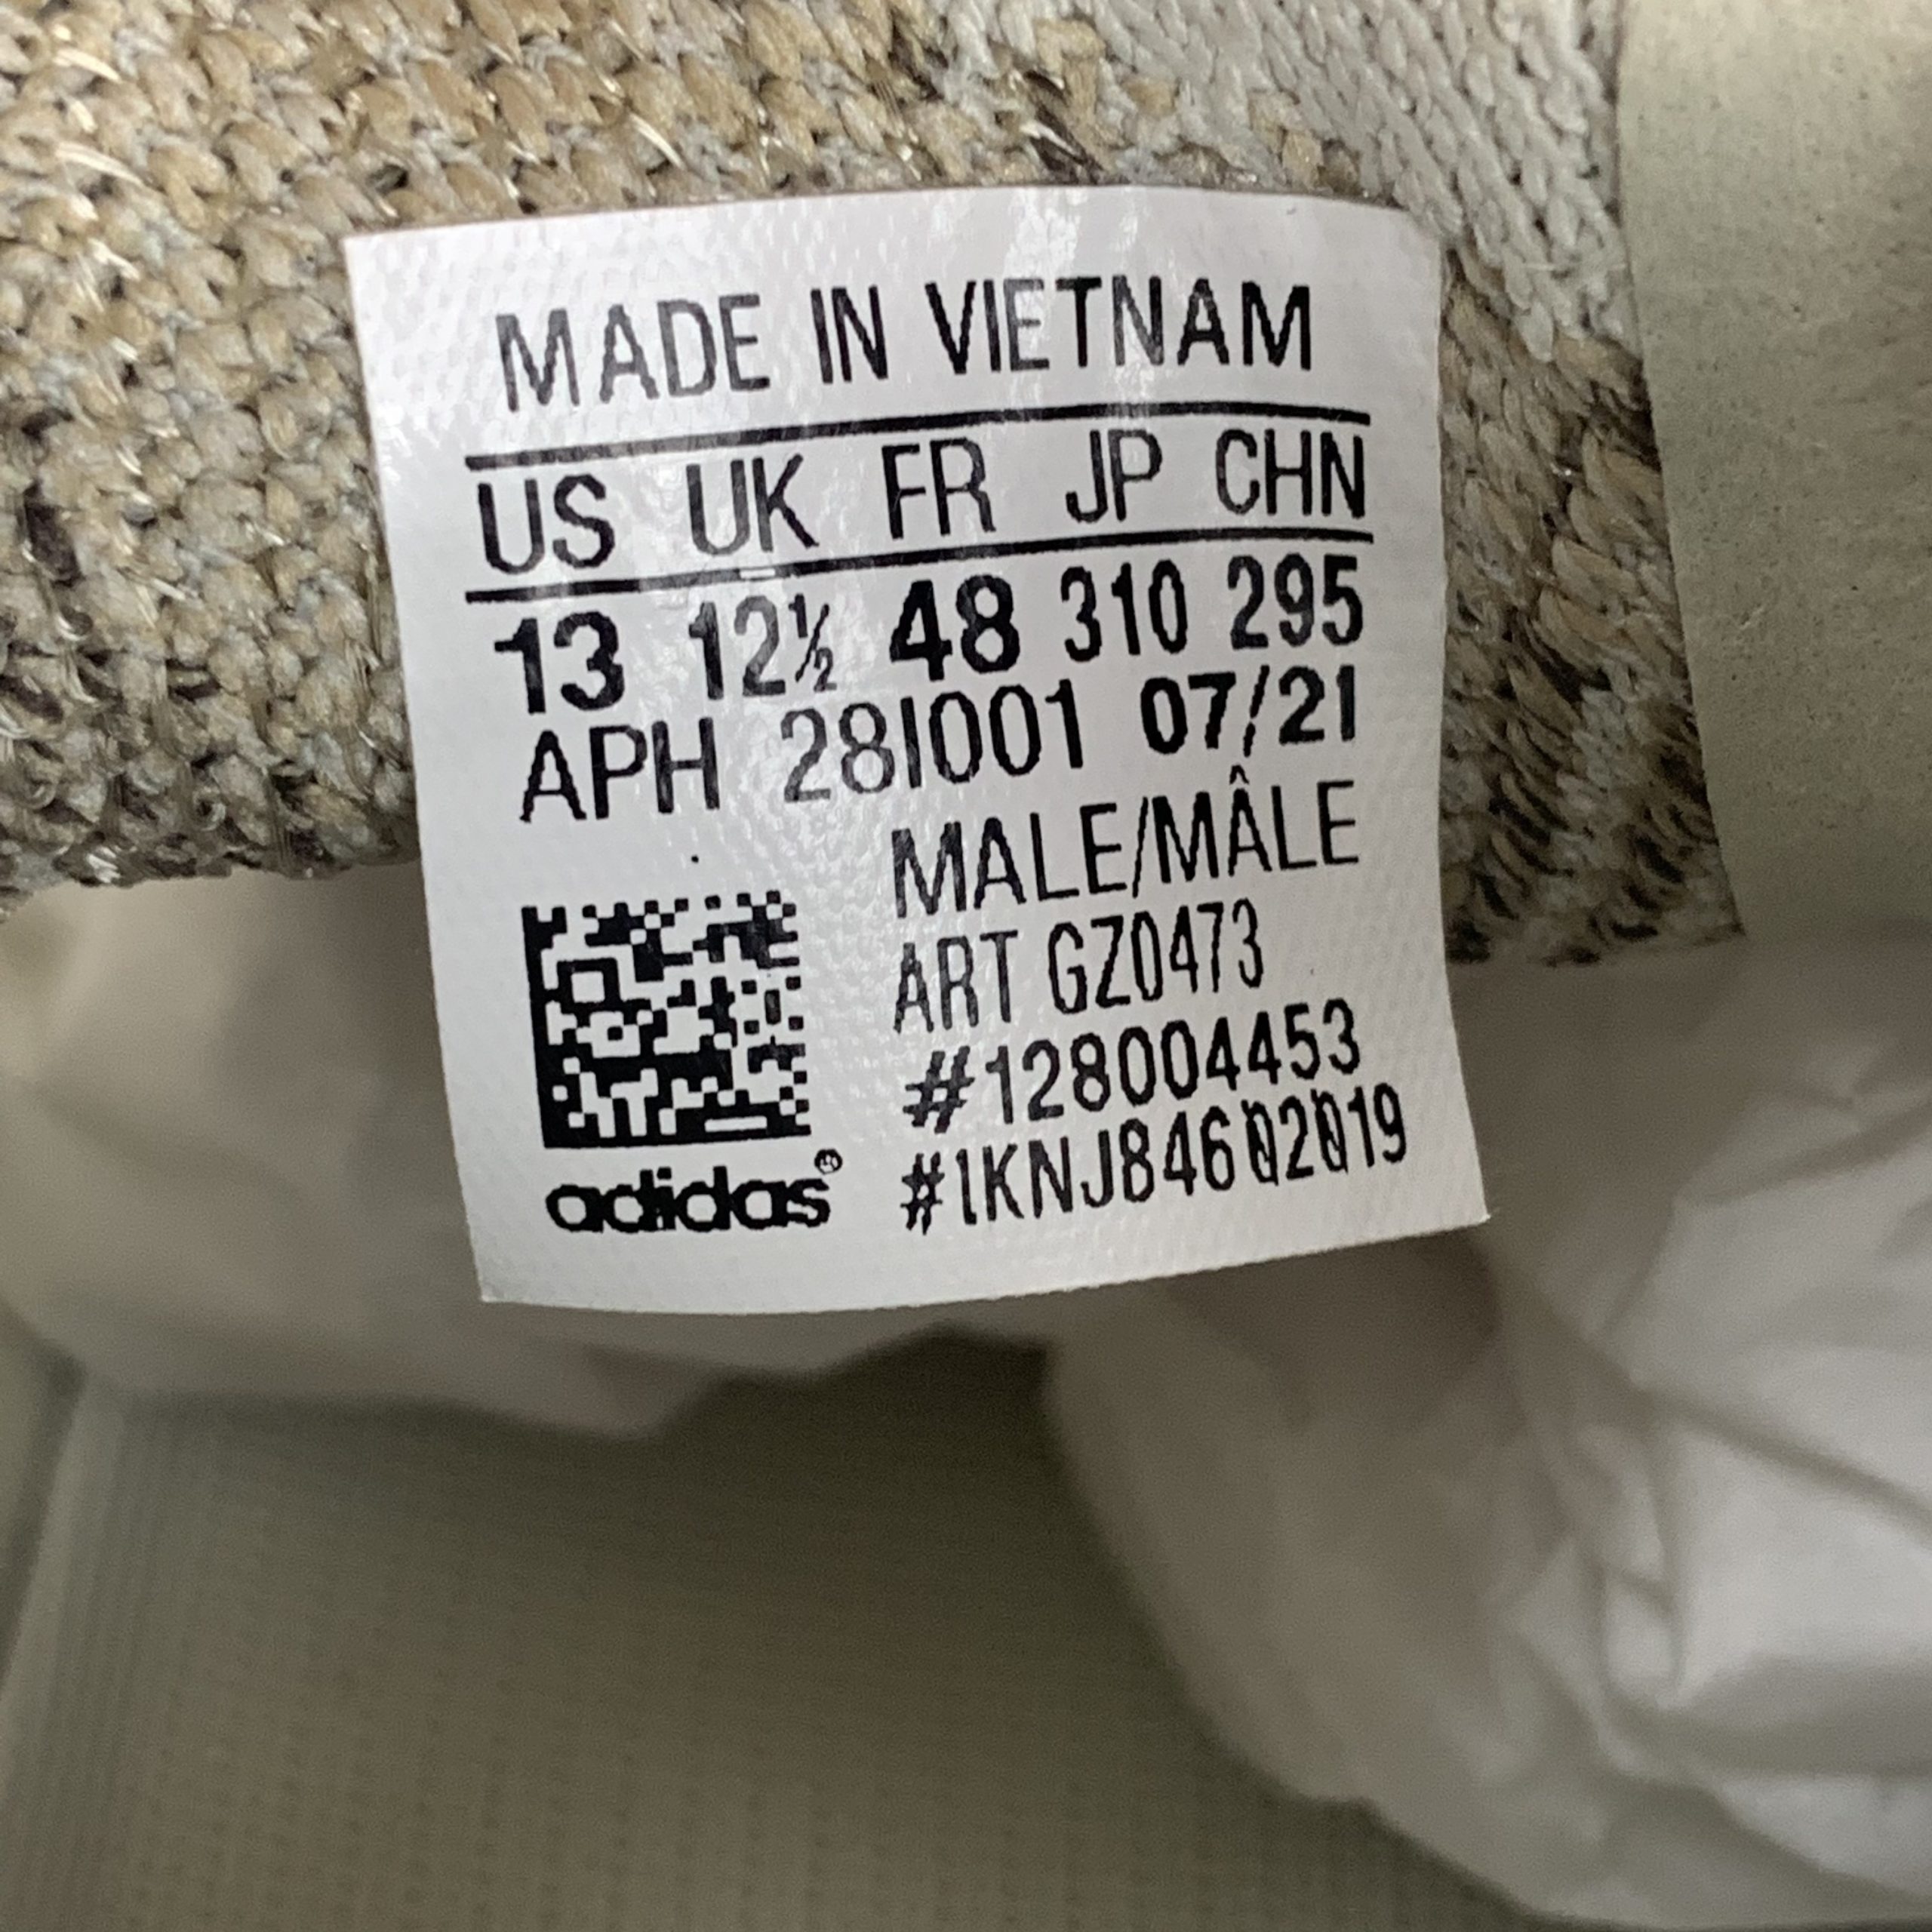 MADE IN VIETNAM
US UK FR JP CHN
13 12½ 48 310 295
APH 28I001 07/21
MALE/MÂLE
ART GZ0473
#128004453
#1KNJ84602019
adidas®